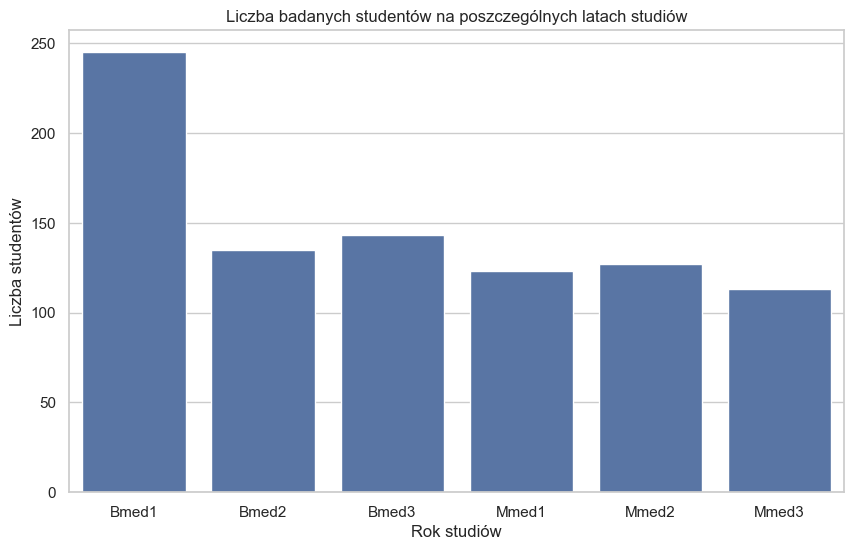 Liczba badanych studentów na poszczególnych latach studiów
Liczba studentów
250
200
150
100
50
0
Bmed1 Bmed2 Bmed3 Mmed1 Mmed2 Mmed3
Rok studiów